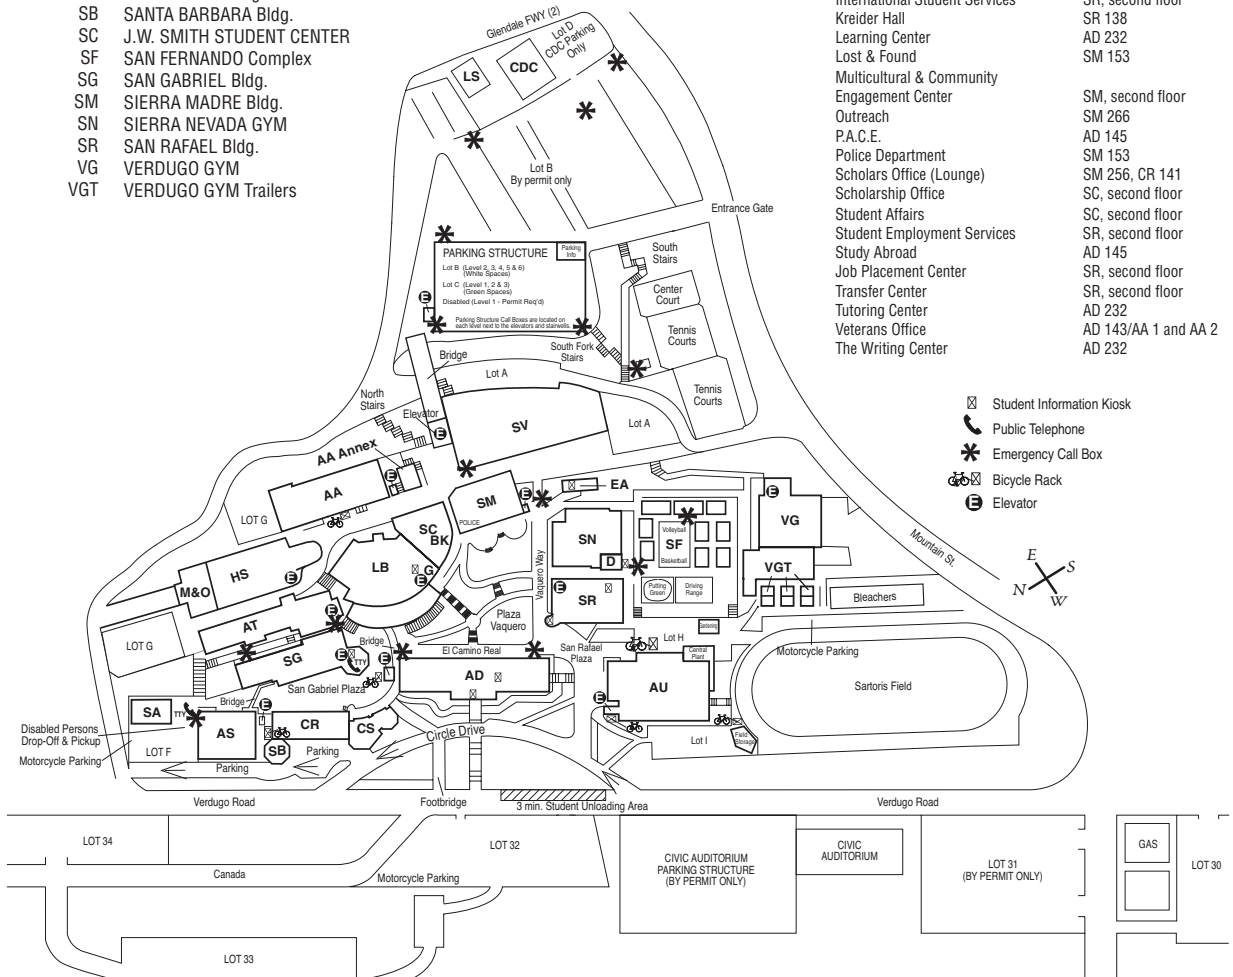 SB SANTA BARBARA Bldg.
SC J.W. SMITH STUDENT CENTER
SF SAN FERNANDO Complex
SG SAN GABRIEL Bldg.
SM SIERRA MADRE Bldg.
SN SIERRA NEVADA GYM
SR SAN RAFAEL Bldg.
VG VERDUGO GYM
VGT VERDUGO GYM Trailers
International Student Services SR, second floor
Kreider Hall SR 138
Learning Center AD 232
Lost & Found SM 153
Multicultural & Community
Engagement Center SM, second floor
Outreach SM 266
P.A.C.E. AD 145
Police Department SM 153
Scholars Office (Lounge) SM 256, CR 141
Scholarship Office SC, second floor
Student Affairs SC, second floor
Student Employment Services SR, second floor
Study Abroad AD 145
Job Placement Center SR, second floor
Transfer Center SR, second floor
Tutoring Center AD 232
Veterans Office AD 143/AA 1 and AA 2
The Writing Center AD 232
Student Information Kiosk
Public Telephone
Emergency Call Box
Bicycle Rack
E Elevator
Glendale FWY (2)
Lot D
CDC Parking
Only
LS
CDC
Lot B
By permit only
Entrance Gate
PARKING STRUCTURE
Parking
Info
Lot B (Level 2, 3, 4, 5 & 6)
(White Spaces)
Lot C (Level 1, 2 & 3)
(Green Spaces)
Disabled (Level 1 - Permit Req'd)
Parking Structure Call Boxes are located on
each level next to the elevators and stairwells.
E
South
Stairs
Center
Court
Tennis
Courts
Tennis
Courts
South Fork
Stairs
Bridge
Lot A
North
Stairs
Elevator
E
SV
Lot A
AA Annex
AA
E
LOT G
SM
E
POLICE
EA
SC
BK
LB
G
E
HS
E
M&O
AT
E
LOT G
SG
E
TTY
Bridge
E
San Gabriel Plaza
Bridge
E
SA
TTY
AS
CR
CS
SB
LOT F
Disabled Persons
Drop-Off & Pickup
Motorcycle Parking
Parking
Parking
Vaquero Way
Plaza
Vaquero
El Camino Real
AD
Circle Drive
SN
D
E
SR
San Rafael
Plaza
Volleyball
SF
Basketball
Putting
Green
Driving
Range
Gardening
Lot H
Central
Plant
E
AU
Lot I
Field
Storage
E
VG
VGT
Bleachers
Motorcycle Parking
Sartoris Field
Mountain St.
E
S
N
W
Verdugo Road
Footbridge
3 min. Student Unloading Area
Verdugo Road
LOT 34
LOT 32
Canada
Motorcycle Parking
LOT 33
CIVIC AUDITORIUM
PARKING STRUCTURE
(BY PERMIT ONLY)
CIVIC
AUDITORIUM
LOT 31
(BY PERMIT ONLY)
GAS
LOT 30